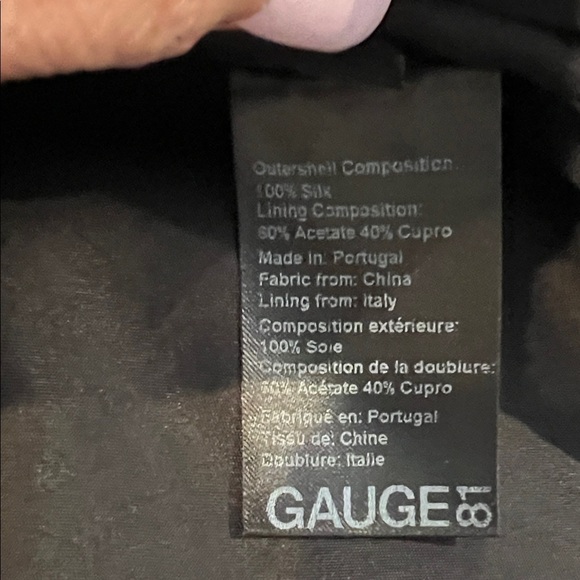 Outershell Composition:
100% Silk
Lining Composition:
60% Acetate 40% Cupro
Made in: Portugal
Fabric from: China
Lining from: Italy
Composition extérieure:
100% Soie
Composition de la doublure:
60% Acétate 40% Cupro
Fabriqué en: Portugal
Tissu de: Chine
Doublure: Italie
GAUGE81